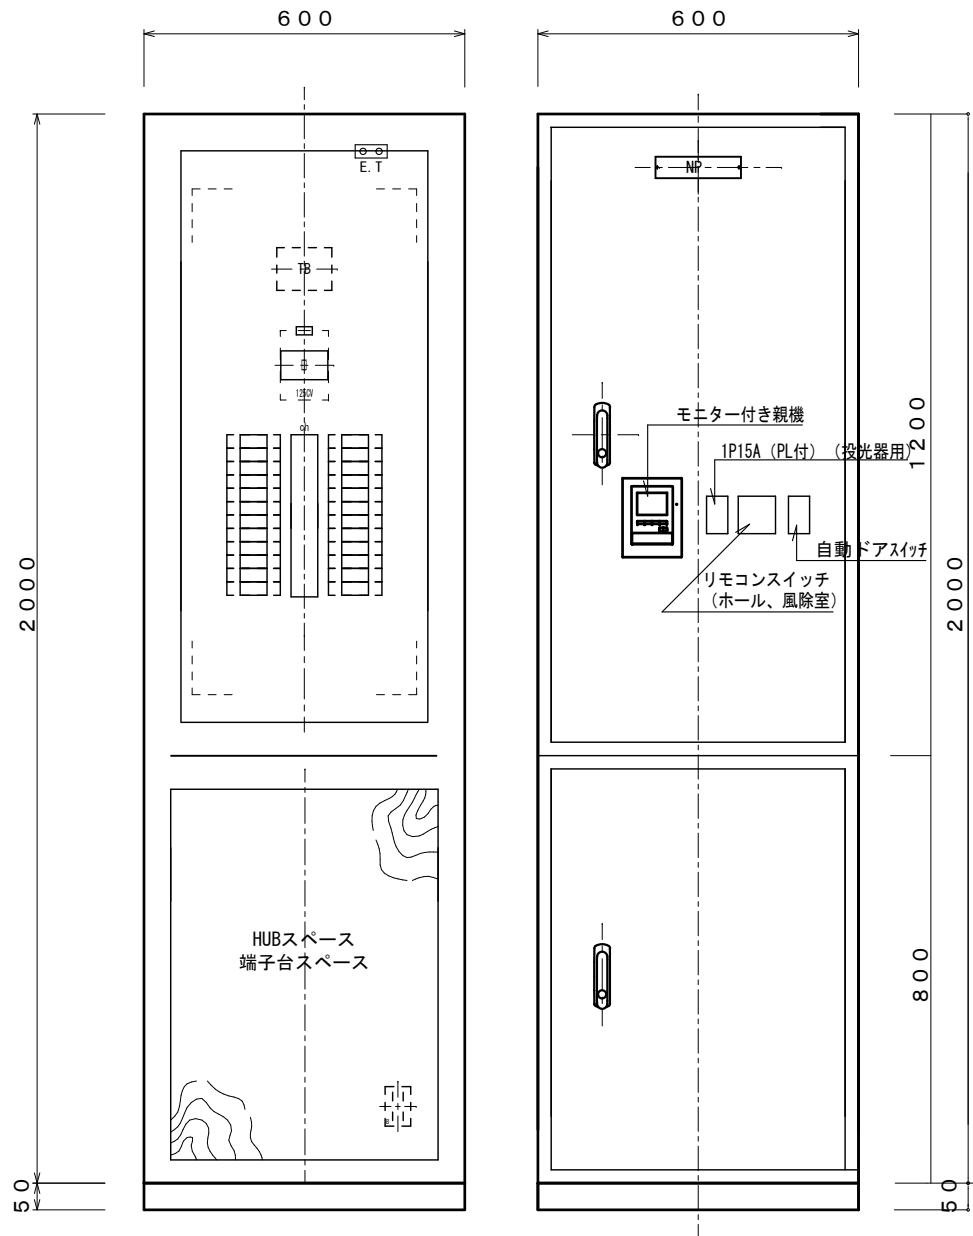 600
600
E.T
NP
TB
モニター付き親機
1200
1P15A (PL付) (投光器用)
2000
自動ドアスイッチ
2000
リモコンスイッチ
(ホール、風除室)
HUBスペース
端子台スペース
800
50
50